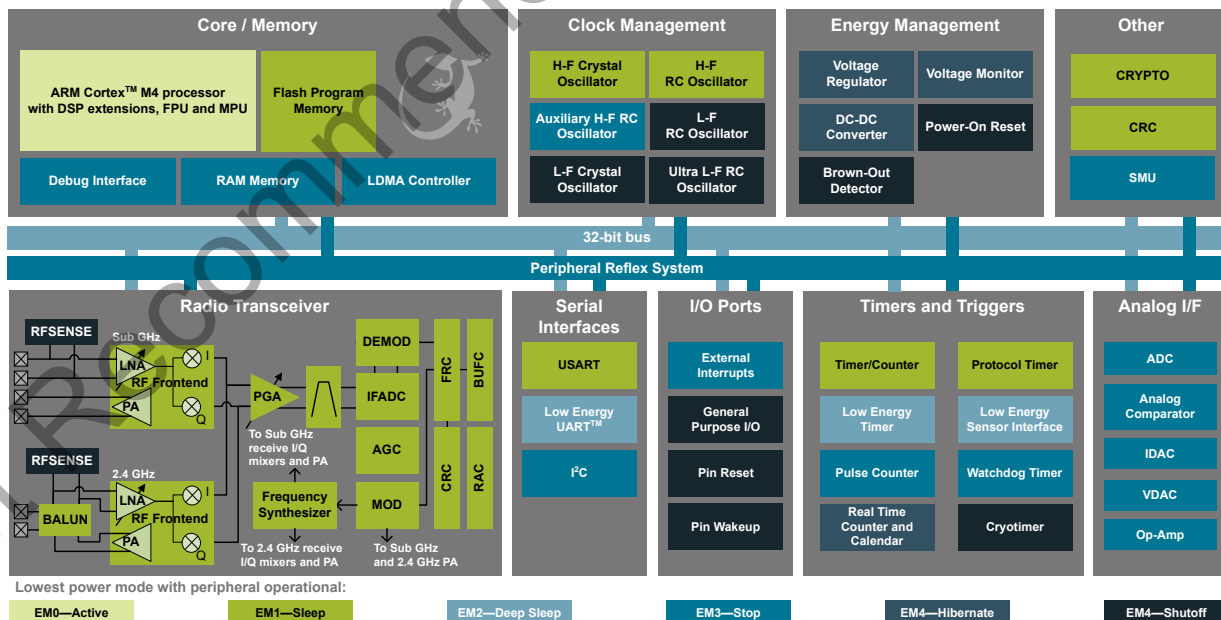 Core / Memory
ARM Cortex™ M4 processor
with DSP extensions, FPU and MPU
Flash Program
Memory
Debug Interface
RAM Memory
LDMA Controller
Clock Management
H-F Crystal
Oscillator
H-F
RC Oscillator
Auxiliary H-F RC
Oscillator
L-F
RC Oscillator
L-F Crystal
Oscillator
Ultra L-F RC
Oscillator
Energy Management
Voltage
Regulator
Voltage Monitor
DC-DC
Converter
Power-On Reset
Brown-Out
Detector
Other
CRYPTO
CRC
SMU
32-bit bus
Peripheral Reflex System
Radio Transceiver
RFSENSE
Sub GHz
LNA
RF Frontend
PA
I
Q
RFSENSE
2.4 GHz
LNA
RF Frontend
PA
I
Q
BALUN
PGA
To Sub GHz
receive I/Q
mixers and PA
Frequency
Synthesizer
To 2.4 GHz receive
I/Q mixers and PA
DEMOD
IFADC
AGC
MOD
To Sub GHz
and 2.4 GHz PA
FRC
BUFC
CRC
RAC
Serial
Interfaces
USART
Low Energy
UART™
I²C
I/O Ports
External
Interrupts
General
Purpose I/O
Pin Reset
Pin Wakeup
Timers and Triggers
Timer/Counter
Protocol Timer
Low Energy
Timer
Low Energy
Sensor Interface
Pulse Counter
Watchdog Timer
Real Time
Counter and
Calendar
Cryotimer
Analog I/F
ADC
Analog
Comparator
IDAC
VDAC
Op-Amp
Lowest power mode with peripheral operational:
EM0—Active
EM1—Sleep
EM2—Deep Sleep
EM3—Stop
EM4—Hibernate
EM4—Shutoff